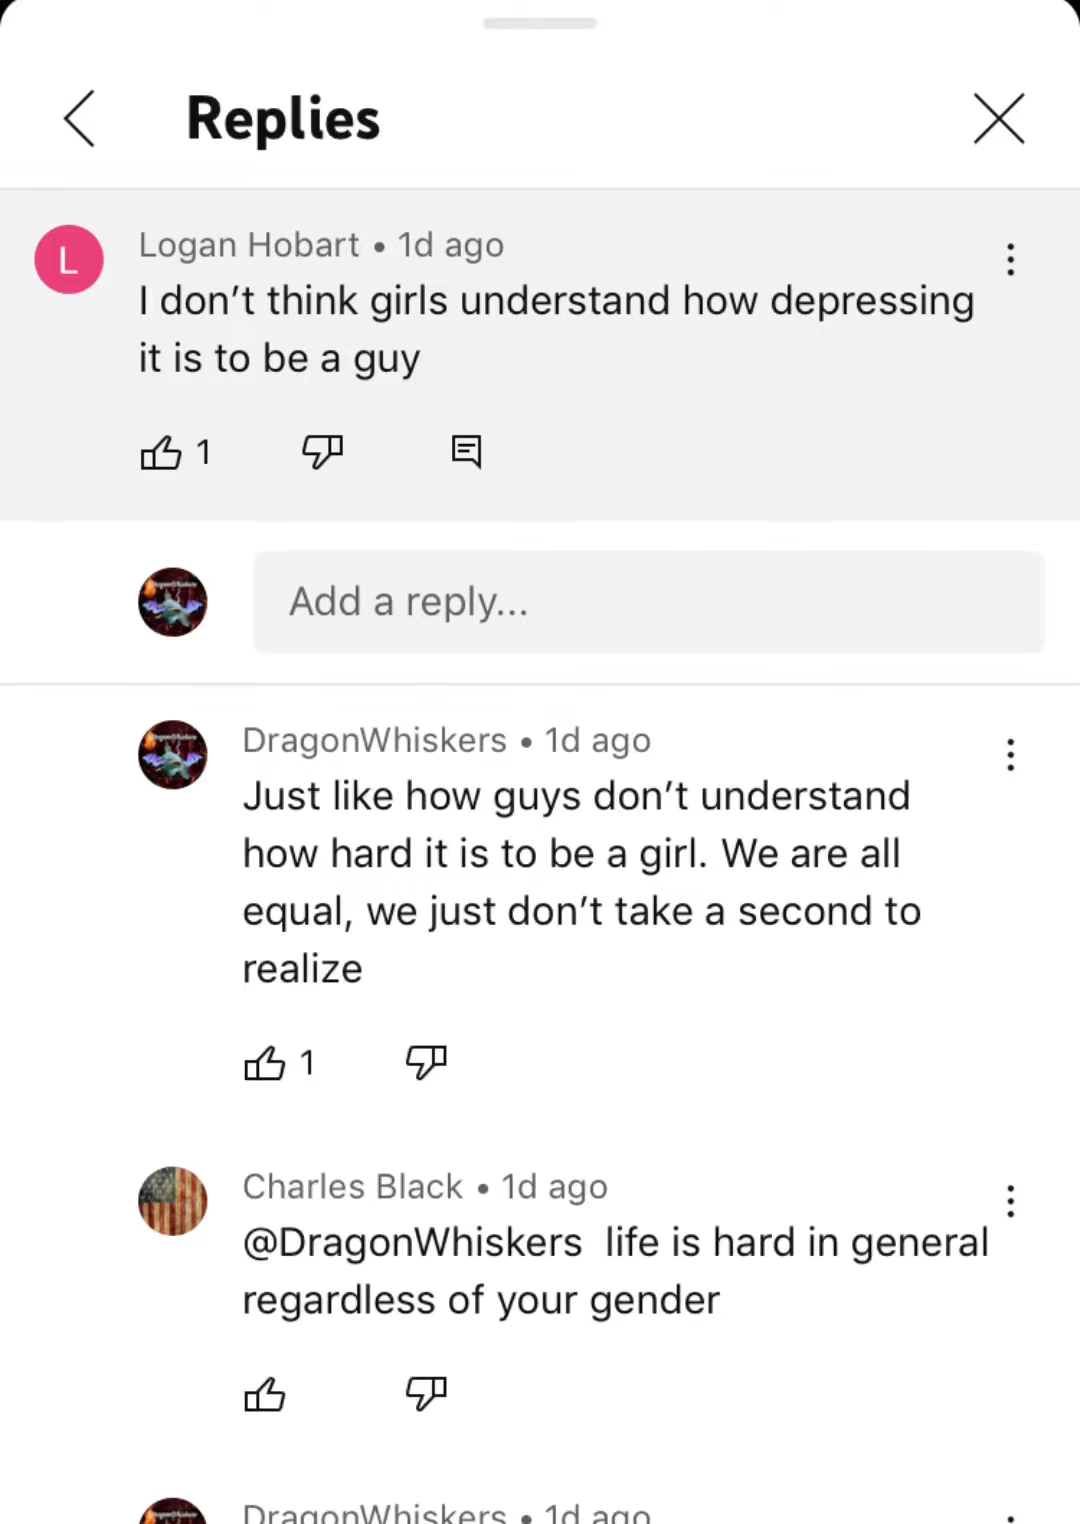 Replies
L
Logan Hobart • 1d ago
I don’t think girls understand how depressing
it is to be a guy
1
Add a reply...
DragonWhiskers • 1d ago
Just like how guys don’t understand
how hard it is to be a girl. We are all
equal, we just don’t take a second to
realize
1
Charles Black • 1d ago
@DragonWhiskers  life is hard in general
regardless of your gender
DragonWhiskers • 1d ago